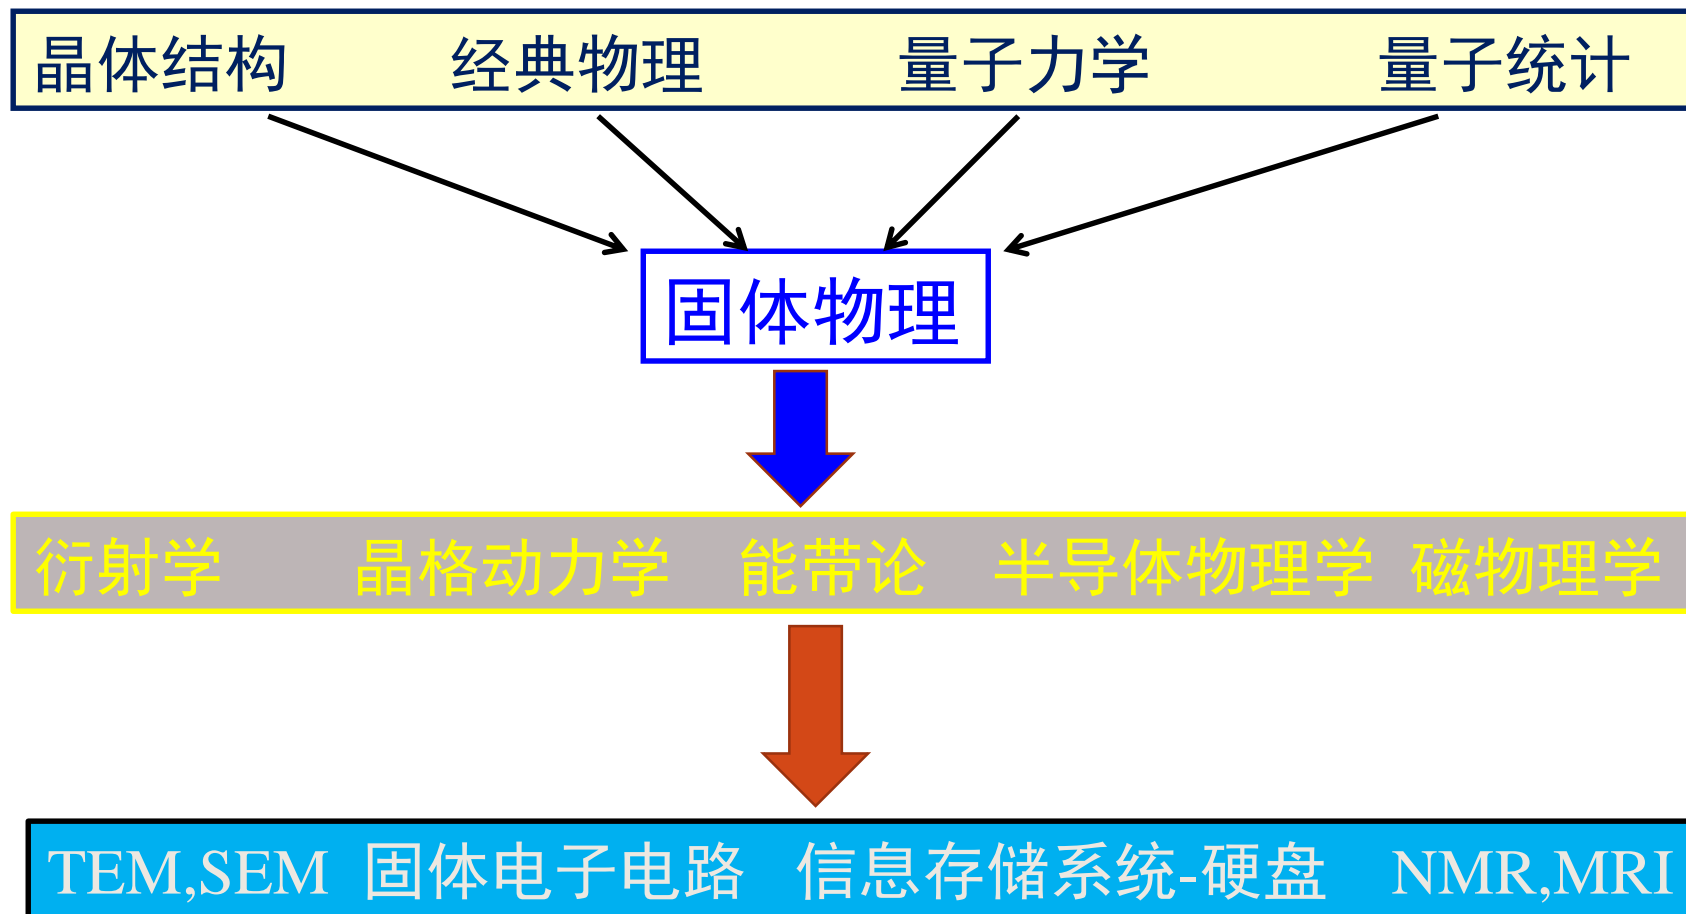 晶体结构 经典物理 量子力学 量子统计
固体物理
衍射学 晶格动力学 能带论 半导体物理学 磁物理学
TEM,SEM 固体电子电路 信息存储系统-硬盘 NMR,MRI